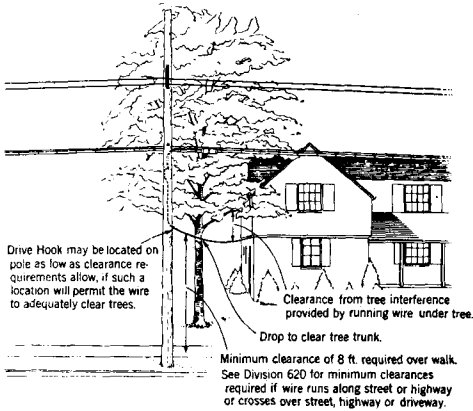 Drive Hook may be located on
pole as low as clearance re-
quirements allow, if such a
location will permit the wire
to adequately clear trees.
Clearance from tree interference
provided by running wire under tree.
Drop to clear tree trunk.
Minimum clearance of 8 ft. required over walk.
See Division 620 for minimum clearances
required if wire runs along street or highway
or crosses over street, highway or driveway.